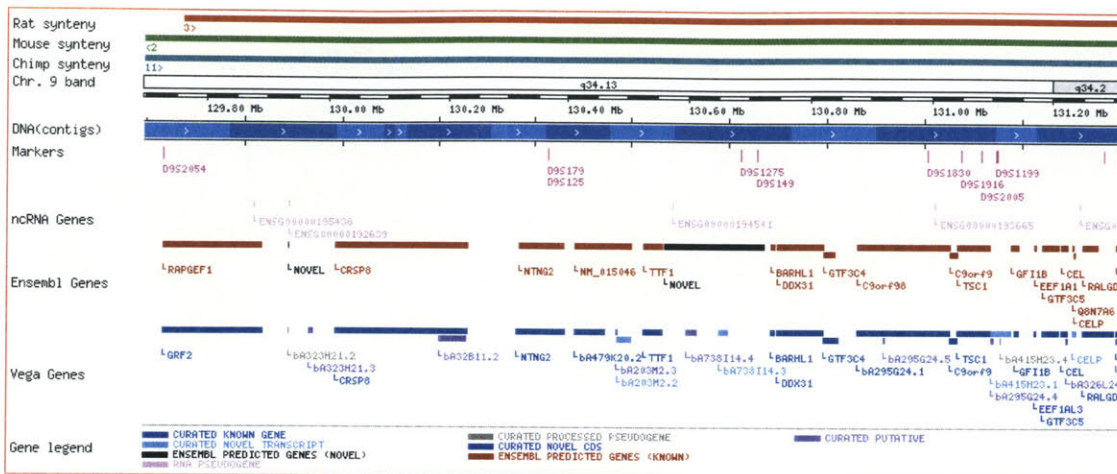 Rat synteny
3>
Mouse synteny
<2
Chimp synteny
11>
Chr. 9 band
q34.13
q34.2
129.80 Mb 130.00 Mb 130.20 Mb 130.40 Mb 130.60 Mb 130.80 Mb 131.00 Mb 131.20 Mb
DNA(contigs)
Markers
D9S2054 D9S179 D9S1275 D9S1830 D9S1199
D9S125 D9S149 D9S1916
D9S2005
ncRNA Genes
ENSG00000195438 ENSG00000194541 ENSG00000193665
ENSG00000192639
Ensembl Genes
RAPGEF1 NOVEL CRSP8 NTNG2 NM_015046 TTF1 BARHL1 GTF3C4 C9orf9 GFI1B CEL
NOVEL DDX31 C9orf98 TSC1 EEF1A1 RALGD
GTF3C5
Q8N7A6
CELP
Vega Genes
GRF2 bA323H21.2 bA32B11.2 NTNG2 bA479K20.2 TTF1 bA738I14.4 BARHL1 GTF3C4 bA295G24.5 TSC1 bA415H23.4 CELP
bA323H21.3 bA203M2.3 bA738I14.3 bA295G24.1 C9orf9 GFI1B CEL
CRSP8 bA203M2.2 DDX31 bA415H23.1 bA326L24
bA295G24.4 RALGD
EEF1AL3
GTF3C5
Gene legend
CURATED KNOWN GENE CURATED PROCESSED PSEUDOGENE CURATED PUTATIVE
CURATED NOVEL TRANSCRIPT CURATED NOVEL CDS
ENSEMBL PREDICTED GENES (NOVEL) ENSEMBL PREDICTED GENES (KNOWN)
RNA PSEUDOGENE